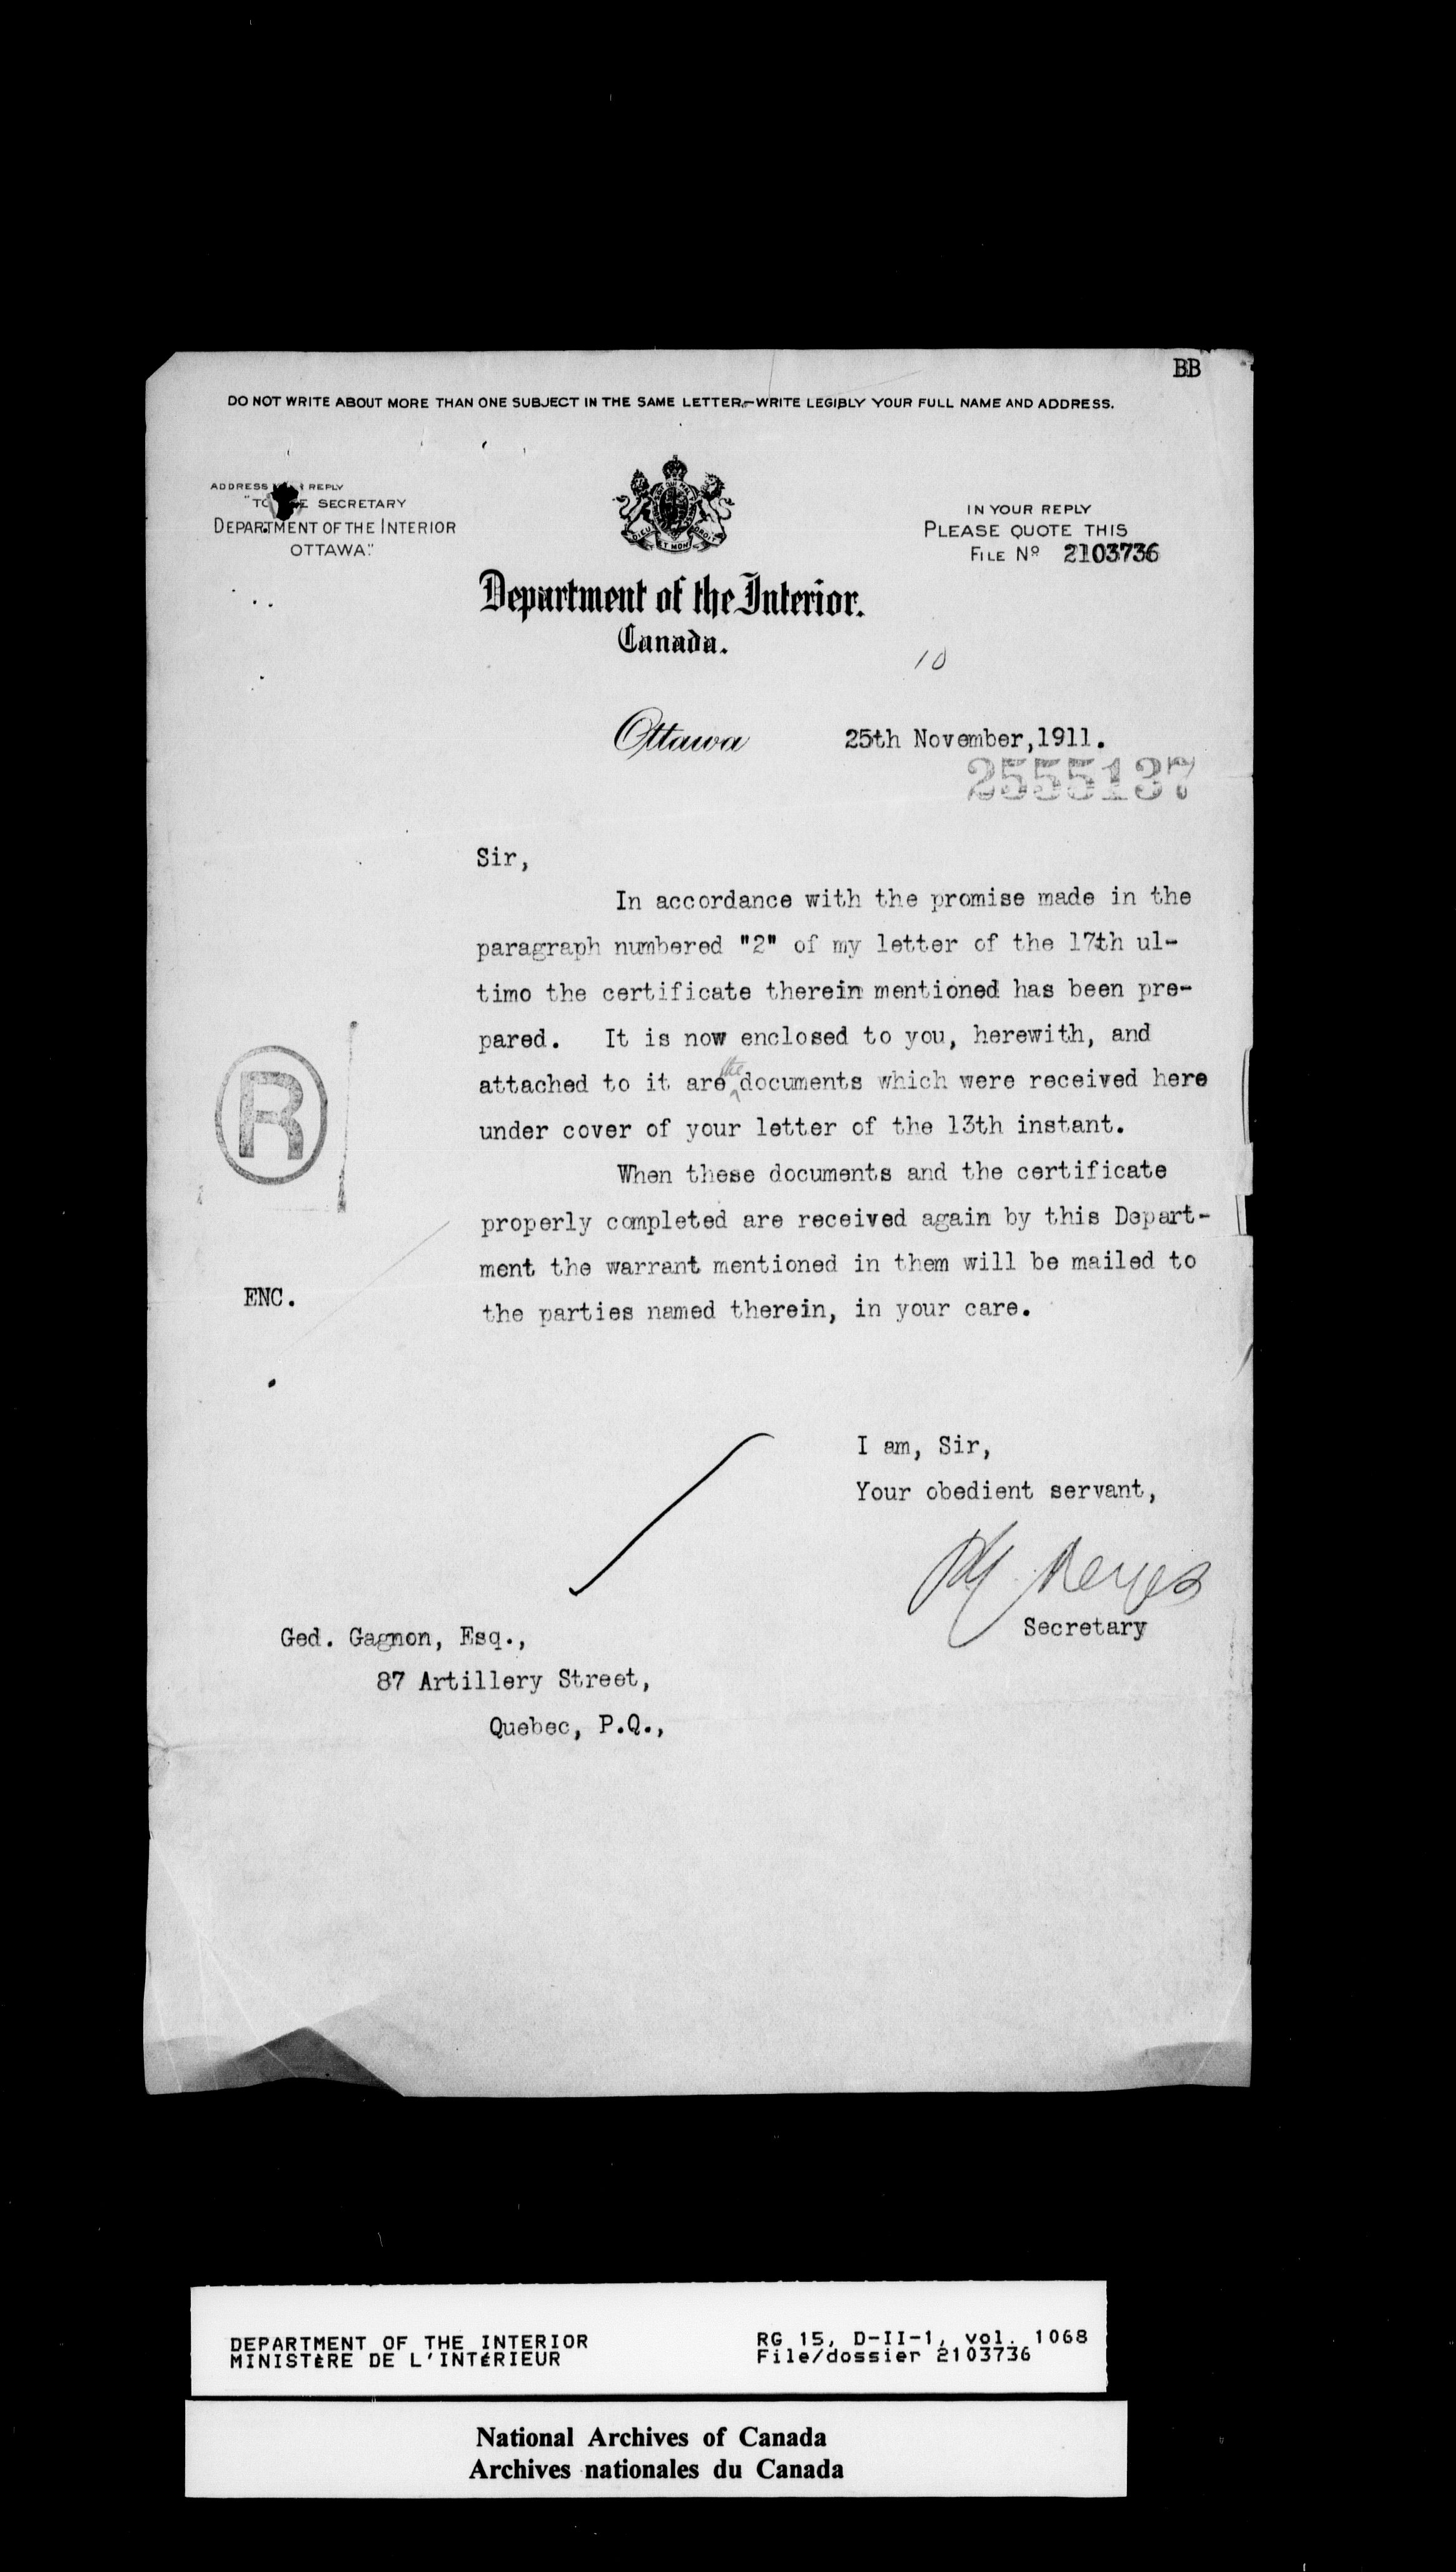 BB
DO NOT WRITE ABOUT MORE THAN ONE SUBJECT IN THE SAME LETTER.—WRITE LEGIBLY YOUR FULL NAME AND ADDRESS.
ADDRESS REPLY
"TO SECRETARY
DEPARTMENT OF THE INTERIOR
OTTAWA."
DIEU ET MON DROIT
IN YOUR REPLY
PLEASE QUOTE THIS
FILE Nº 2103736
Department of the Interior.
Canada.
10
Ottawa 25th November, 1911.
2555137
Sir,
In accordance with the promise made in the
paragraph numbered "2" of my letter of the 17th ul-
timo the certificate therein mentioned has been pre-
pared. It is now enclosed to you, herewith, and
attached to it are the documents which were received here
under cover of your letter of the 13th instant.
When these documents and the certificate
properly completed are received again by this Depart-
ment the warrant mentioned in them will be mailed to
the parties named therein, in your care.
R
ENC.
I am, Sir,
Your obedient servant,
Secretary
Ged. Gagnon, Esq.,
87 Artillery Street,
Quebec, P.Q.,
DEPARTMENT OF THE INTERIOR
MINISTÈRE DE L'INTÉRIEUR
RG 15, D-II-1, vol. 1068
File/dossier 2103736
National Archives of Canada
Archives nationales du Canada